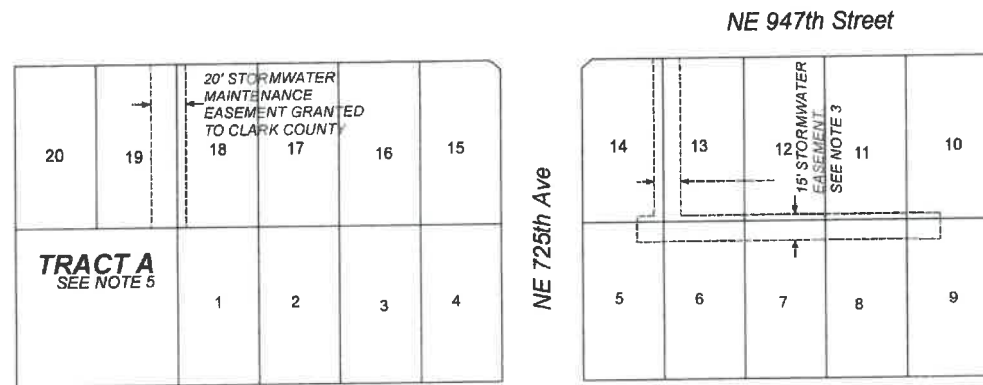 NE 947th Street
20' STORMWATER
MAINTENANCE
EASEMENT GRANTED
TO CLARK COUNTY
20
19
18
17
16
15
TRACT A
SEE NOTE 5
1
2
3
4
NE 725th Ave
14
13
12
11
10
15' STORMWATER
EASEMENT.
SEE NOTE 3
5
6
7
8
9